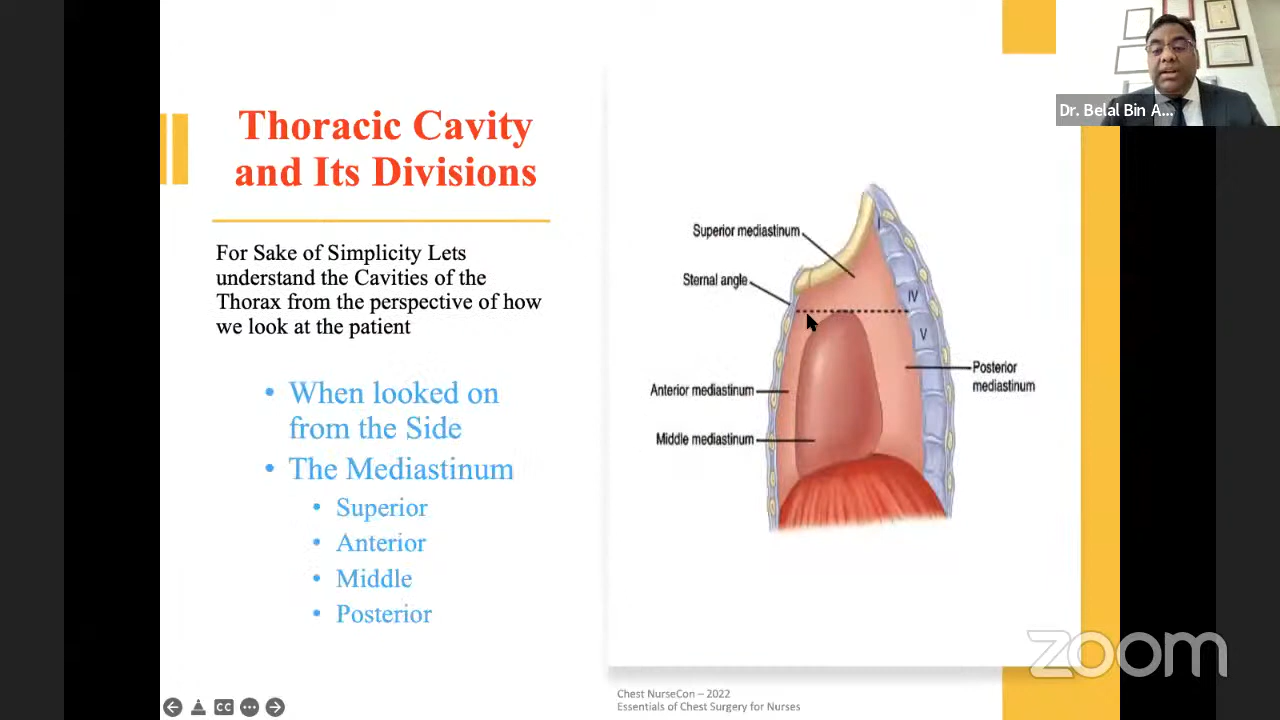 Thoracic Cavity
and Its Divisions
For Sake of Simplicity Lets
understand the Cavities of the
Thorax from the perspective of how
we look at the patient
• When looked on
from the Side
• The Mediastinum
• Superior
• Anterior
• Middle
• Posterior
Superior mediastinum
Sternal angle
Anterior mediastinum
Middle mediastinum
I
IV
V
Posterior
mediastinum
Dr. Belal Bin A...
Chest NurseCon – 2022
Essentials of Chest Surgery for Nurses
CC
zoom